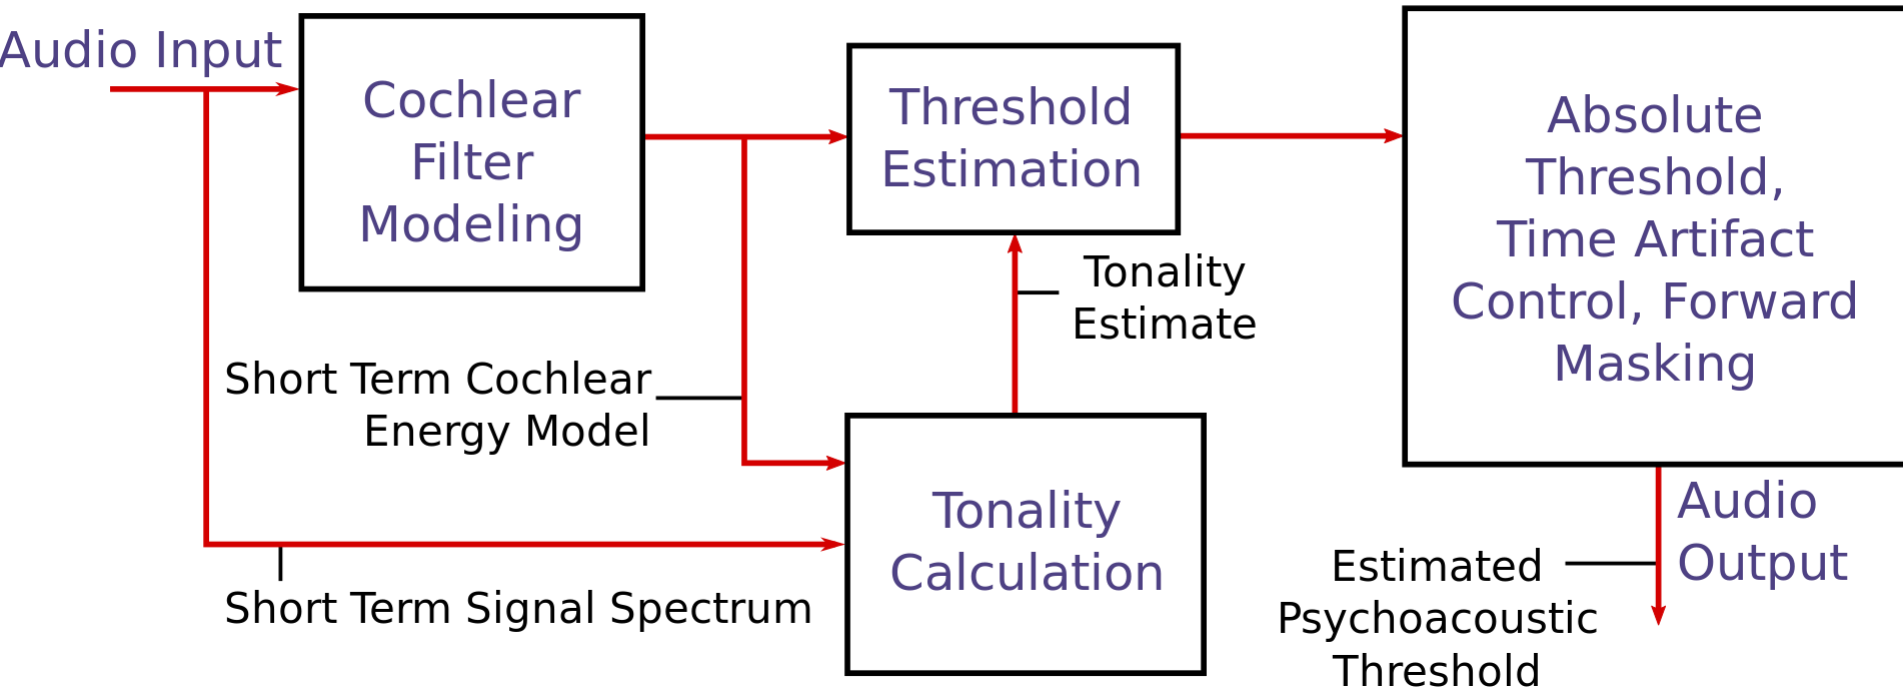 Audio Input
Cochlear
Filter
Modeling
Threshold
Estimation
Absolute
Threshold,
Time Artifact
Control, Forward
Masking
Tonality
Estimate
Short Term Cochlear
Energy Model
Tonality
Calculation
Short Term Signal Spectrum
Audio
Output
Estimated
Psychoacoustic
Threshold